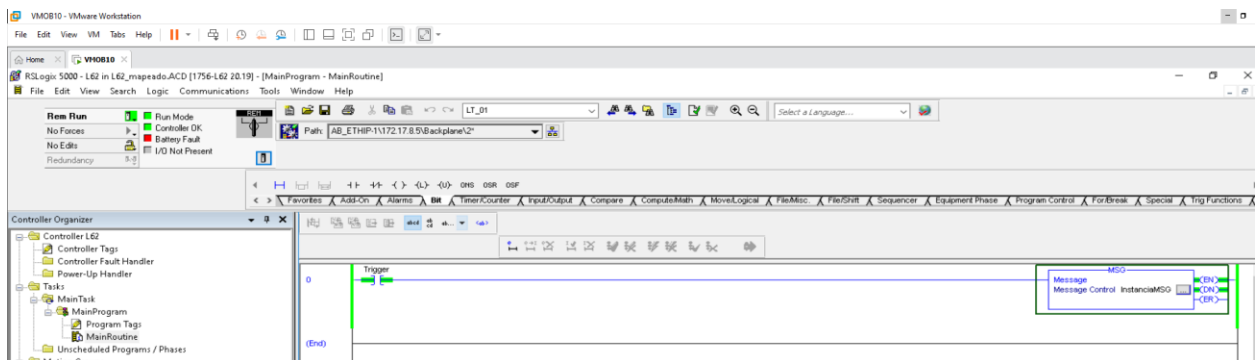 VMOB10 - VMware Workstation
File Edit View VM Tabs Help
Home VMOB10
RSLogix 5000 - L62 in L62_mapeado.ACD [1756-L62 20.19] - [MainProgram - MainRoutine]
File Edit View Search Logic Communications Tools Window Help
Rem Run Run Mode
No Forces Controller OK
No Edits Battery Fault
Redundancy I/O Not Present
REM
LT_01
Select a Language...
Path: AB_ETHIP-1\172.17.8.5\Backplane\2*
ONS OSR OSF
Favorites Add-On Alarms Bit Timer/Counter Input/Output Compare Compute/Math Move/Logical File/Misc. File/Shift Sequencer Equipment Phase Program Control For/Break Special Trig Functions
Controller Organizer
Controller L62
Controller Tags
Controller Fault Handler
Power-Up Handler
Tasks
MainTask
MainProgram
Program Tags
MainRoutine
Unscheduled Programs / Phases
0
Trigger
MSG
Message
Message Control InstanciaMSG ...
EN
DN
ER
(End)